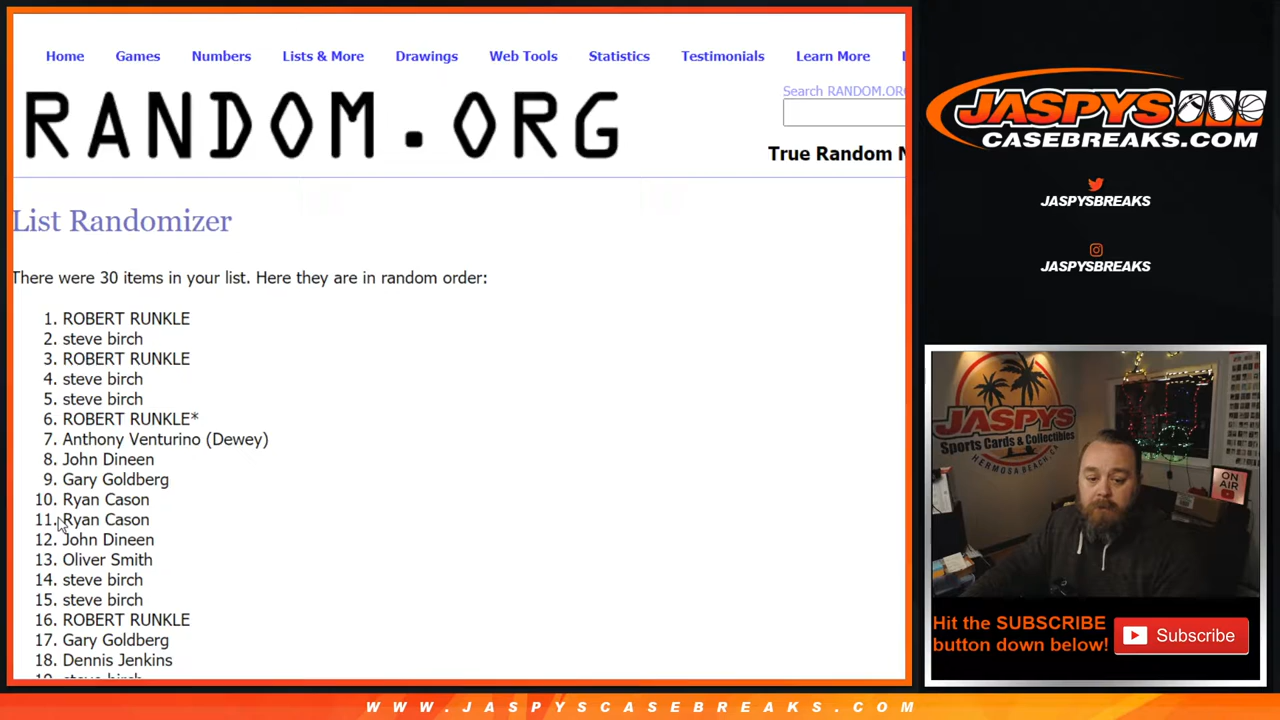 Home Games Numbers Lists & More Drawings Web Tools Statistics Testimonials Learn More
Search RANDOM.ORG
RANDOM.ORG
True Random N
List Randomizer
There were 30 items in your list. Here they are in random order:
1. ROBERT RUNKLE
2. steve birch
3. ROBERT RUNKLE
4. steve birch
5. steve birch
6. ROBERT RUNKLE*
7. Anthony Venturino (Dewey)
8. John Dineen
9. Gary Goldberg
10. Ryan Cason
11. Ryan Cason
12. John Dineen
13. Oliver Smith
14. steve birch
15. steve birch
16. ROBERT RUNKLE
17. Gary Goldberg
18. Dennis Jenkins
19. steve birch
JASPYS
CASEBREAKS.COM
JASPYSBREAKS
JASPYSBREAKS
JASPYS
Sports Cards & Collectibles
HERMOSA BEACH, CA
ON AIR
Hit the SUBSCRIBE
button down below!
Subscribe
WWW.JASPYSCASEBREAKS.COM